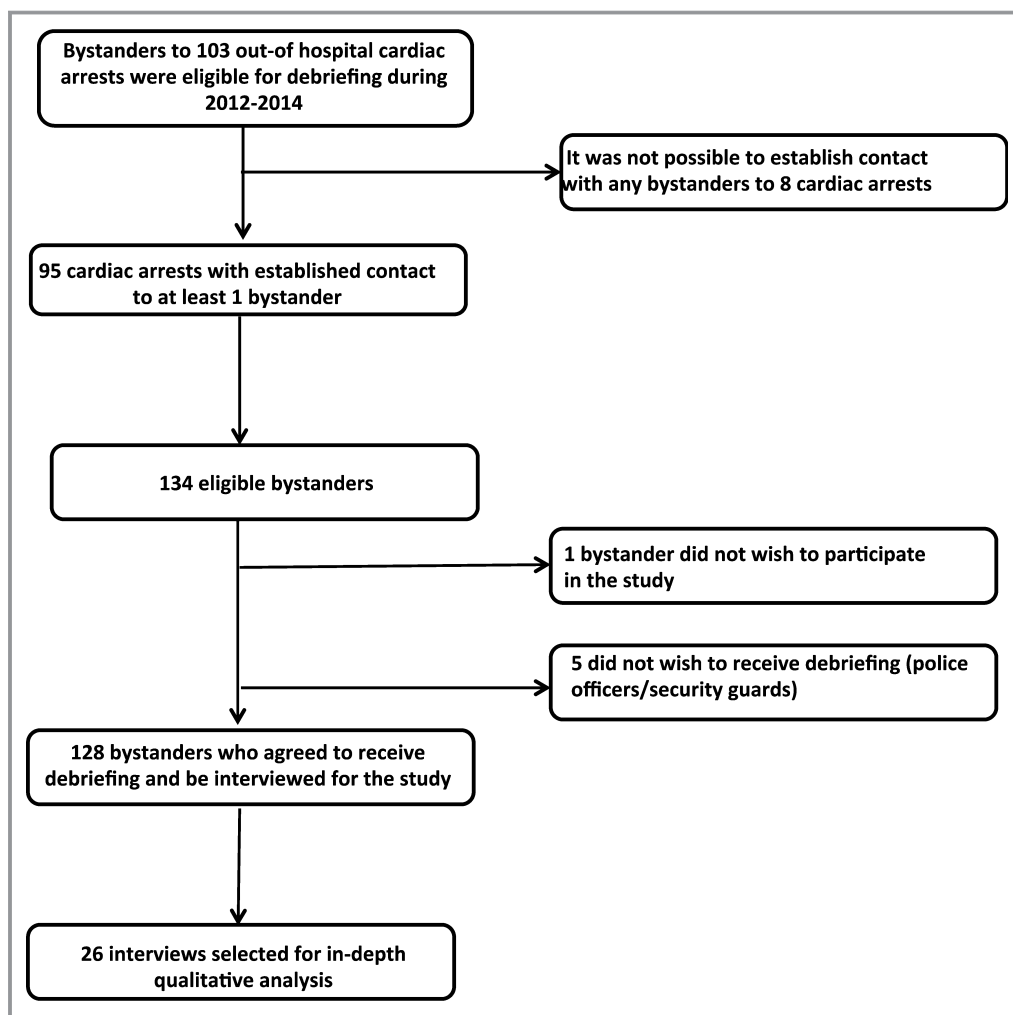 Bystanders to 103 out-of hospital cardiac
arrests were eligible for debriefing during
2012-2014
It was not possible to establish contact
with any bystanders to 8 cardiac arrests
95 cardiac arrests with established contact
to at least 1 bystander
134 eligible bystanders
1 bystander did not wish to participate
in the study
5 did not wish to receive debriefing (police
officers/security guards)
128 bystanders who agreed to receive
debriefing and be interviewed for the study
26 interviews selected for in-depth
qualitative analysis